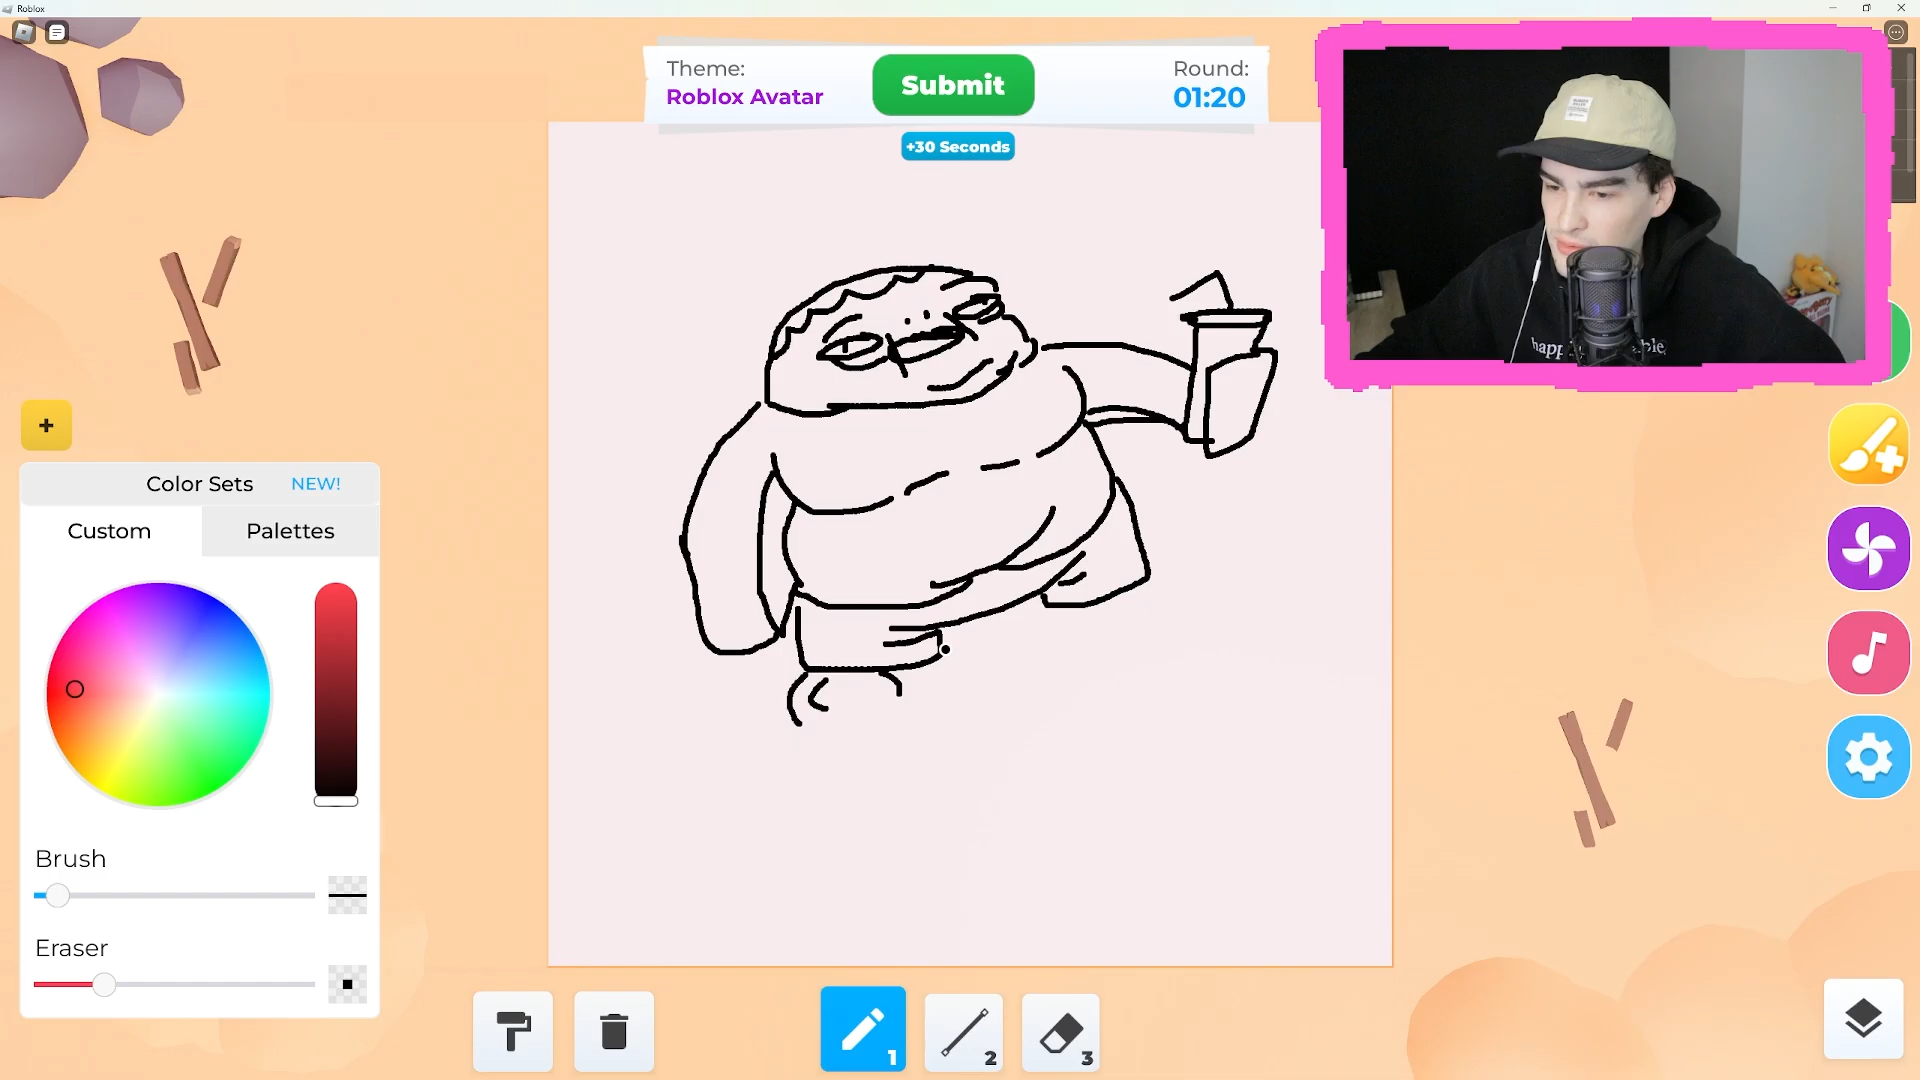 Roblox
Theme:
Roblox Avatar
Submit
Round:
01:20
+30 Seconds
+
Color Sets
NEW!
Custom
Palettes
Brush
Eraser
1
2
3